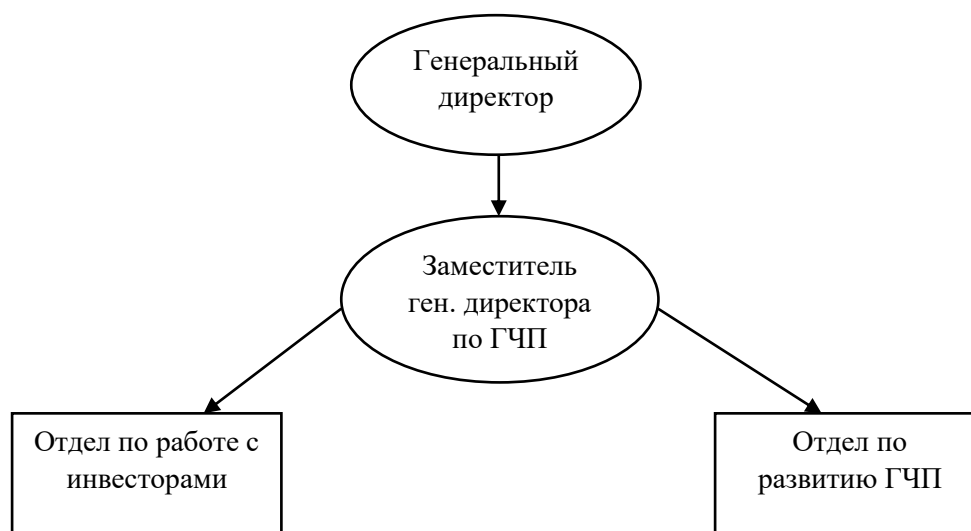 Генеральный
директор
Заместитель
ген. директора
по ГЧП
Отдел по работе с
инвесторами
Отдел по
развитию ГЧП